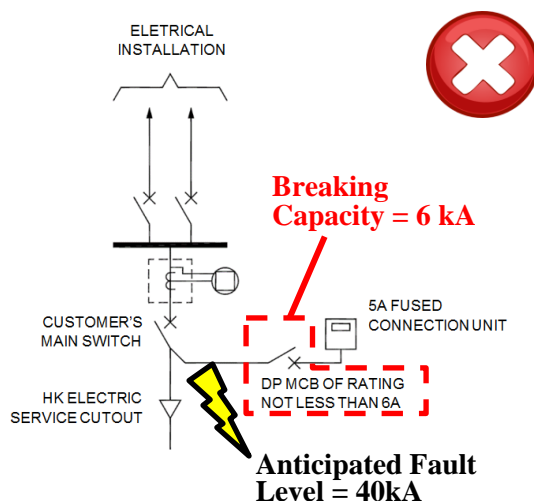 ELETRICAL
INSTALLATION
Breaking
Capacity = 6 kA
5A FUSED
CONNECTION UNIT
CUSTOMER'S
MAIN SWITCH
DP MCB OF RATING
NOT LESS THAN 6A
HK ELECTRIC
SERVICE CUTOUT
Anticipated Fault
Level = 40kA